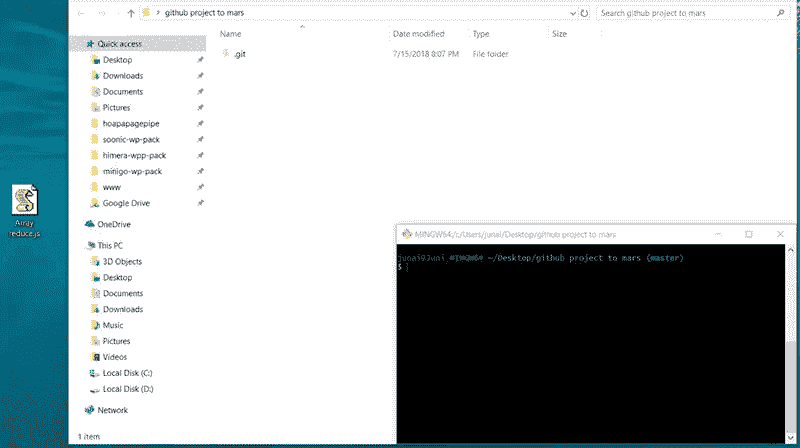 github project to mars
Search github project to mars
Name Date modified Type Size
.git 7/15/2018 8:07 PM File folder
Quick access
Desktop
Downloads
Documents
Pictures
hoapapagepipe
soonic-wp-pack
himera-wpp-pack
minigo-wp-pack
www
Google Drive
OneDrive
This PC
3D Objects
Desktop
Documents
Downloads
Music
Pictures
Videos
Local Disk (C:)
Local Disk (D:)
Network
1 item
Array
reduce.js
MINGW64:/c/Users/junai/Desktop/github project to mars
~/Desktop/github project to mars (master)
$